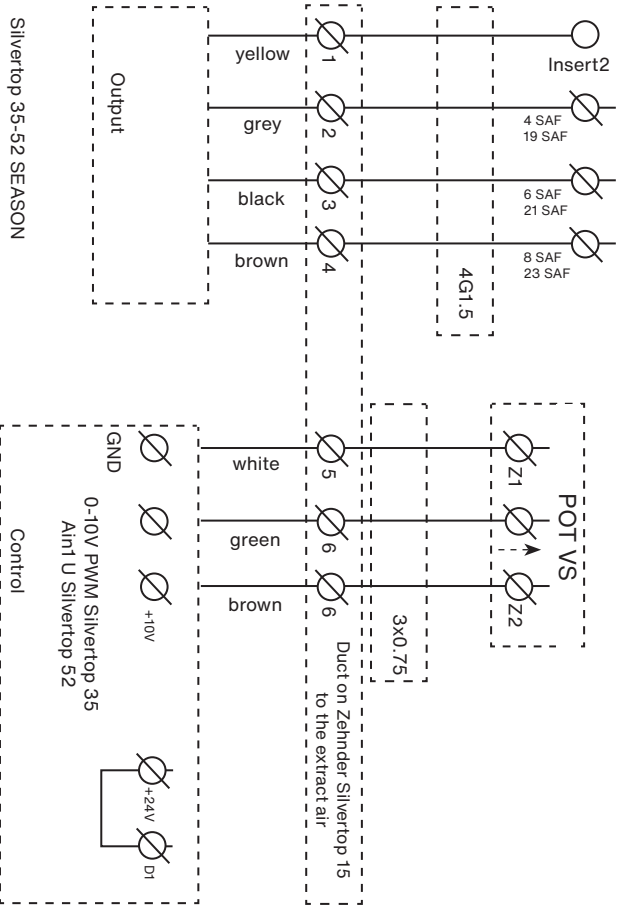 Silvertop 35-52 SEASON
Output
yellow
1
Insert2
grey
2
4 SAF
19 SAF
black
3
6 SAF
21 SAF
brown
4
8 SAF
23 SAF
4G1.5
Control
GND
0-10V PWM Silvertop 35
Ain1 U Silvertop 52
+10V
+24V
D1
white
5
Z1
green
6
POT VS
brown
6
Z2
3x0.75
Duct on Zehnder Silvertop 15
to the extract air